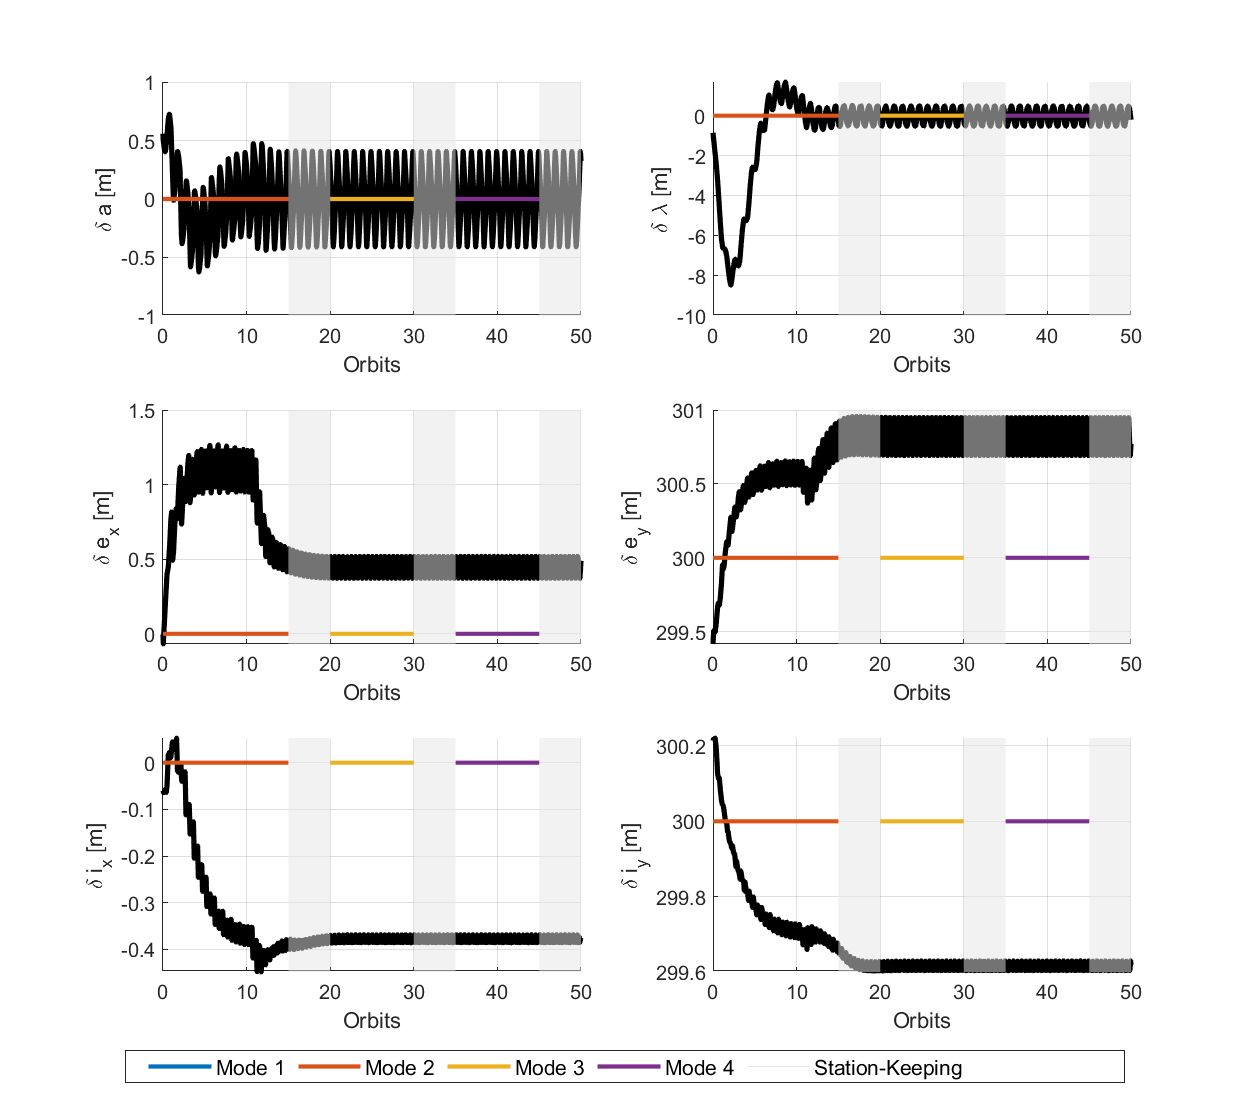 1
0.5
0
-0.5
-1
δ a [m]
0 10 20 30 40 50
Orbits
0
-2
-4
-6
-8
-10
δ λ [m]
0 10 20 30 40 50
Orbits
1.5
1
0.5
0
δ e_x [m]
0 10 20 30 40 50
Orbits
301
300.5
300
299.5
δ e_y [m]
0 10 20 30 40 50
Orbits
0
-0.1
-0.2
-0.3
-0.4
δ i_x [m]
0 10 20 30 40 50
Orbits
300.2
300
299.8
299.6
δ i_y [m]
0 10 20 30 40 50
Orbits
Mode 1 Mode 2 Mode 3 Mode 4 Station-Keeping